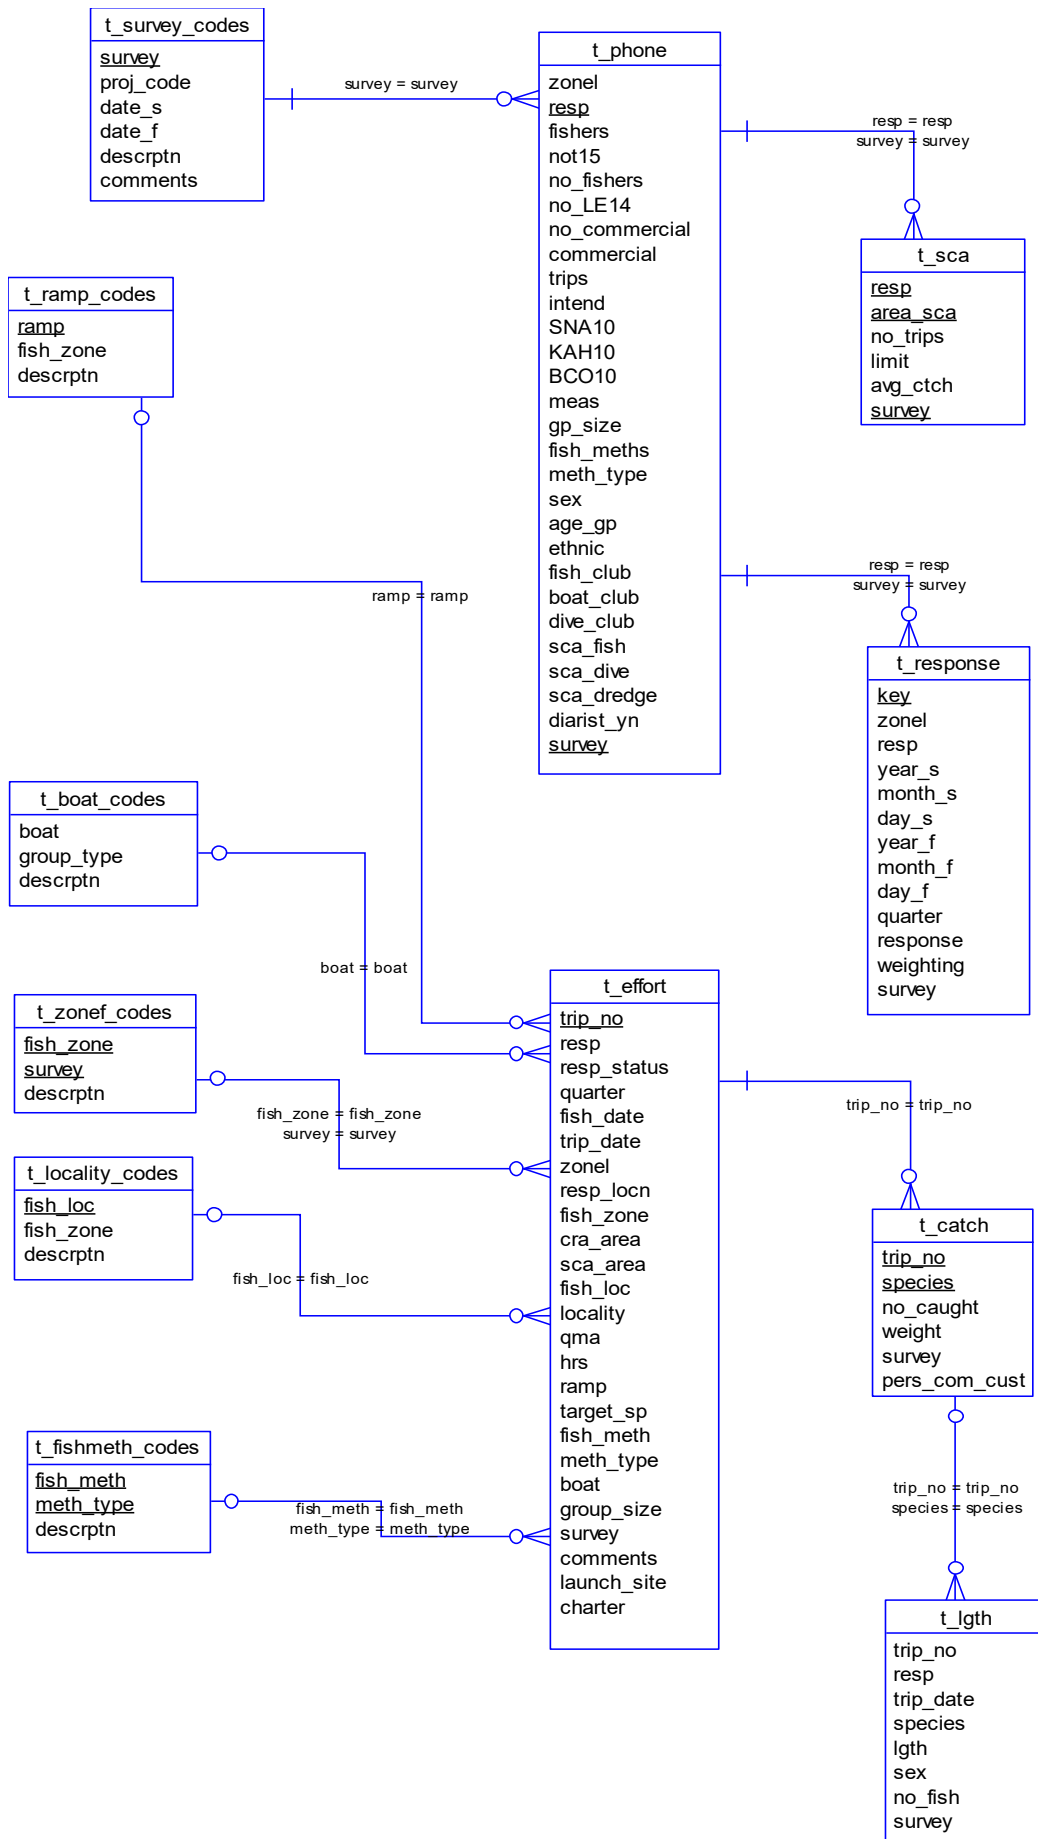 t_survey_codes
survey
proj_code
date_s
date_f
descrptn
comments
survey = survey
t_phone
zonel
resp
fishers
not15
no_fishers
no_LE14
no_commercial
commercial
trips
intend
SNA10
KAH10
BCO10
meas
gp_size
fish_meths
meth_type
sex
age_gp
ethnic
fish_club
boat_club
dive_club
sca_fish
sca_dive
sca_dredge
diarist_yn
survey
resp = resp
survey = survey
t_sca
resp
area_sca
no_trips
limit
avg_ctch
survey
t_ramp_codes
ramp
fish_zone
descrptn
ramp = ramp
resp = resp
survey = survey
t_response
key
zonel
resp
year_s
month_s
day_s
year_f
month_f
day_f
quarter
response
weighting
survey
t_boat_codes
boat
group_type
descrptn
boat = boat
t_zonef_codes
fish_zone
survey
descrptn
fish_zone = fish_zone
survey = survey
t_locality_codes
fish_loc
fish_zone
descrptn
fish_loc = fish_loc
t_fishmeth_codes
fish_meth
meth_type
descrptn
fish_meth = fish_meth
meth_type = meth_type
t_effort
trip_no
resp
resp_status
quarter
fish_date
trip_date
zonel
resp_locn
fish_zone
cra_area
sca_area
fish_loc
locality
qma
hrs
ramp
target_sp
fish_meth
meth_type
boat
group_size
survey
comments
launch_site
charter
trip_no = trip_no
t_catch
trip_no
species
no_caught
weight
survey
pers_com_cust
trip_no = trip_no
species = species
t_lgth
trip_no
resp
trip_date
species
lgth
sex
no_fish
survey